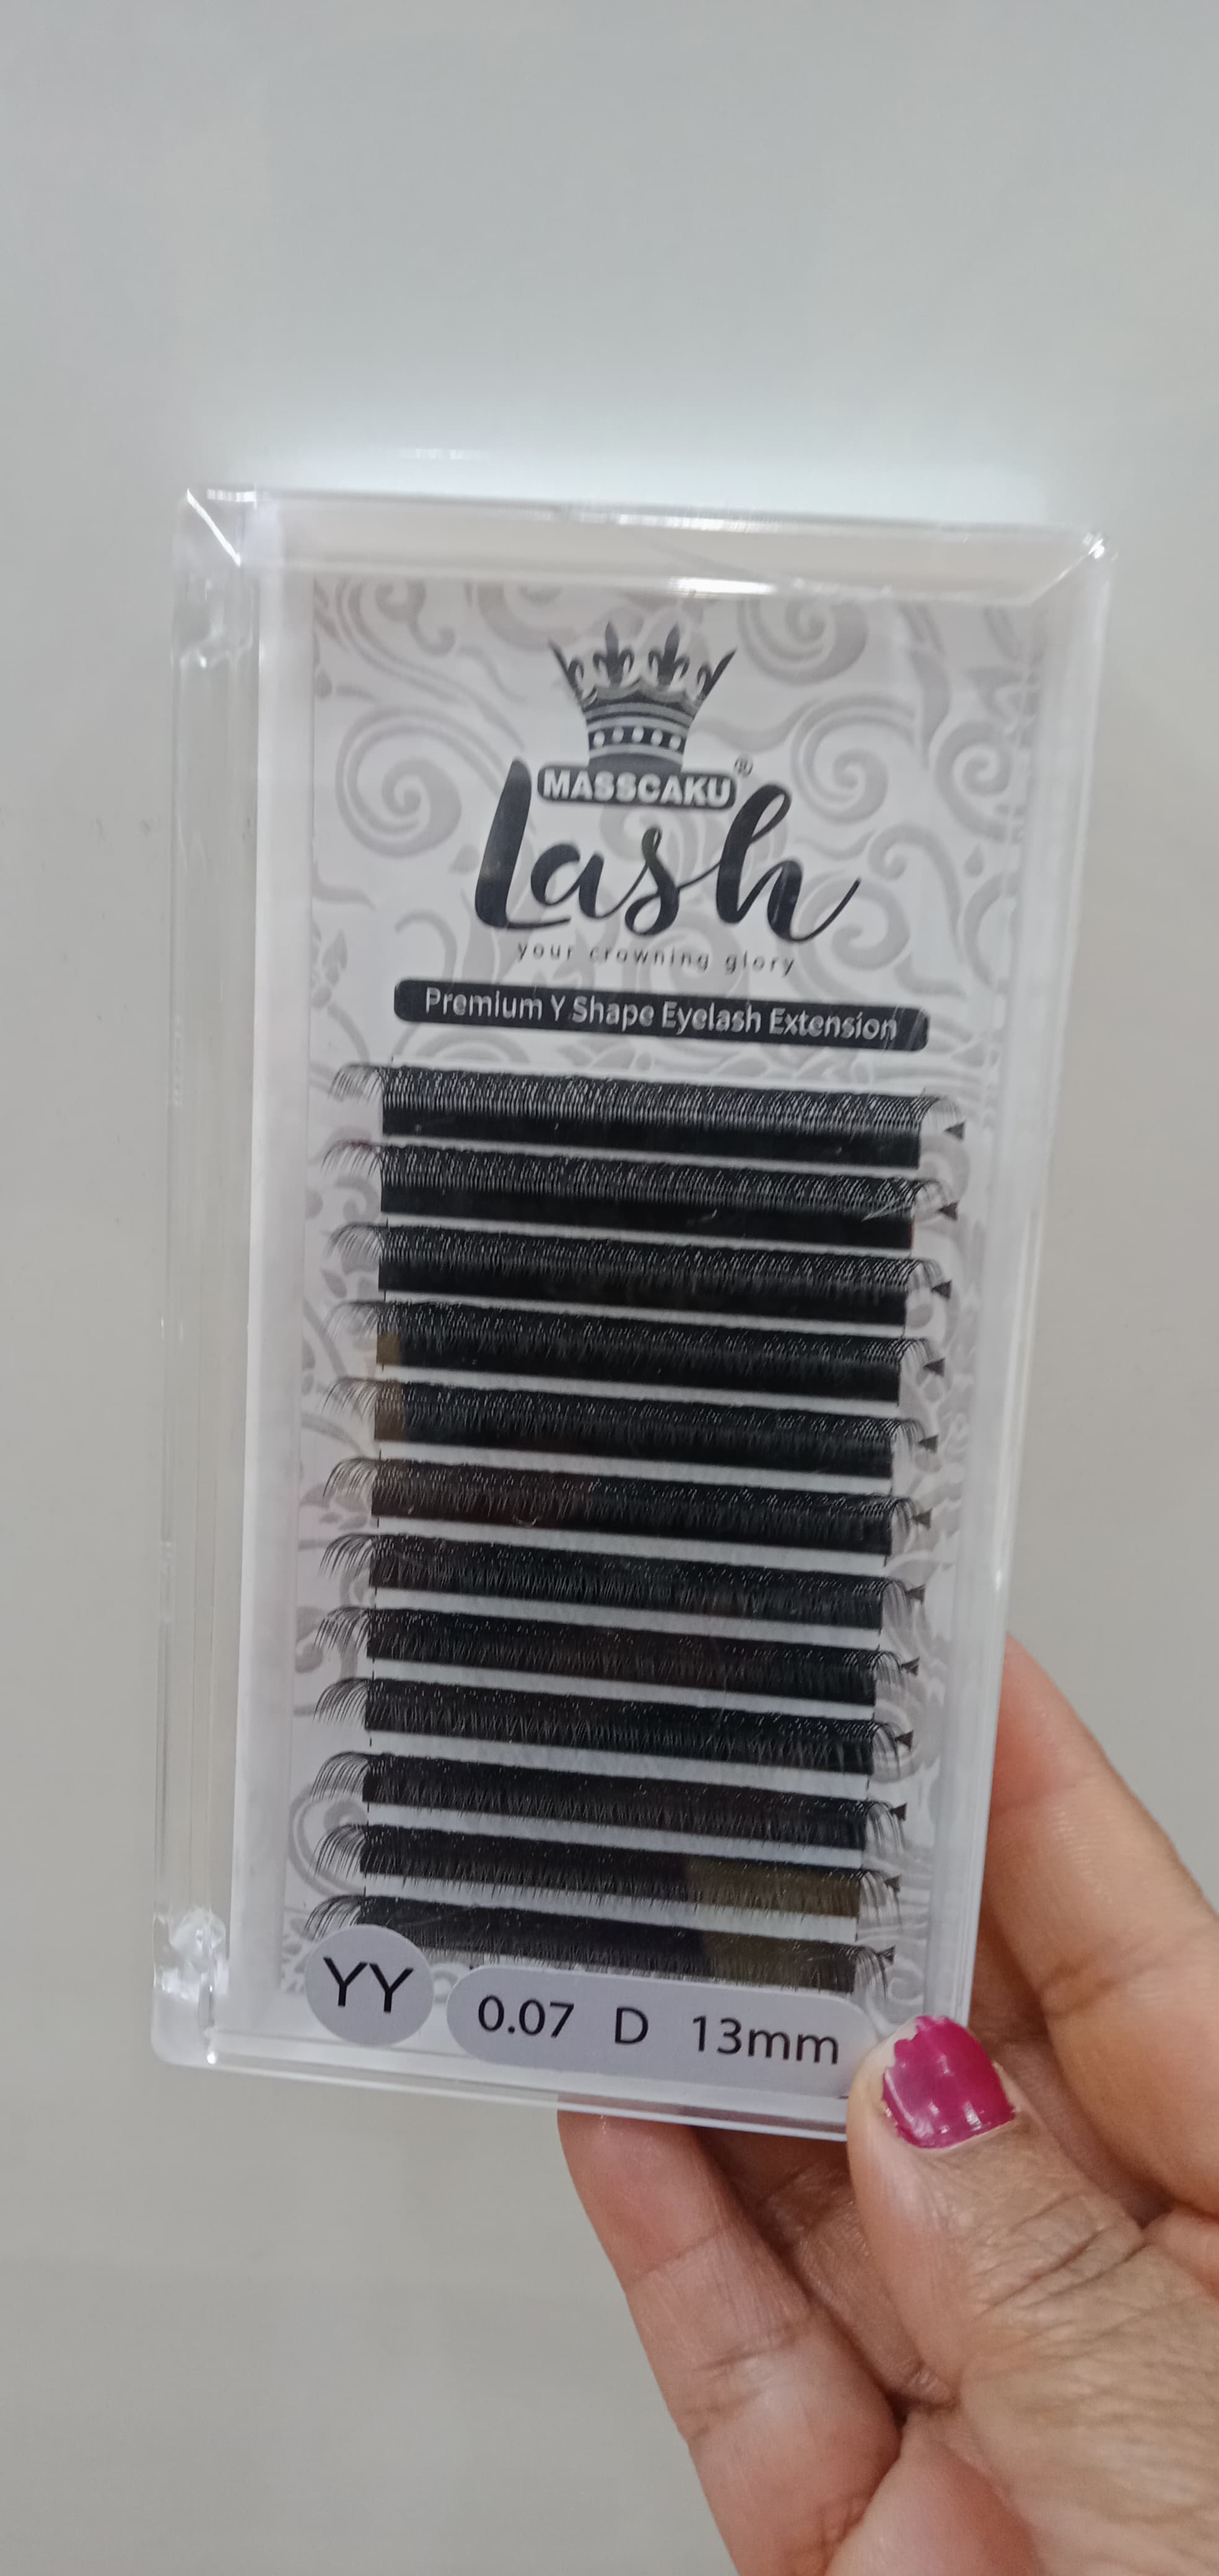 MASSCAKU®
Lash
your crowning glory
Premium Y Shape Eyelash Extension
YY
0.07 D 13mm